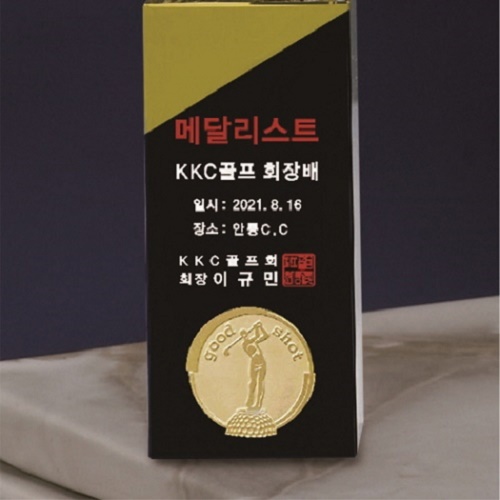 메달리스트
KKC골프 회장배
일시: 2021. 8. 16
장소: 안룡C.C
KKC골프회
회장 이규민
good shot